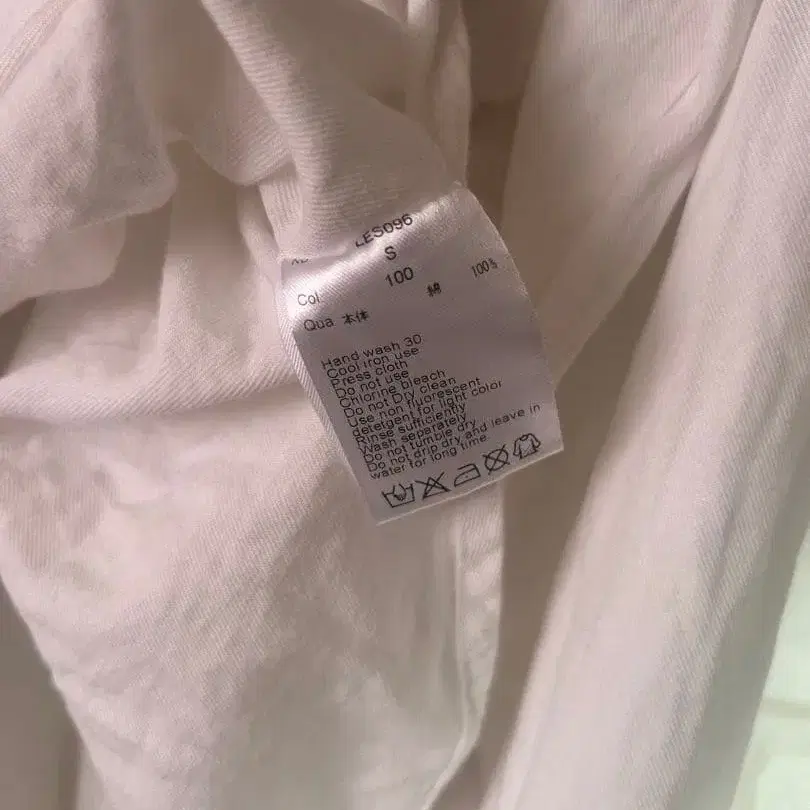 LES096
S
Col 100
Qua 本体 綿 100%
Hand wash 30
Cool iron use
Press cloth
Do not use
Chlorine bleach
Do not Dry clean
Use non fluorescent
detetgent for light color
Rinse sufficiently
Wash separately
Do not tumble dry
Do not drip dry and leave in
water for long time.